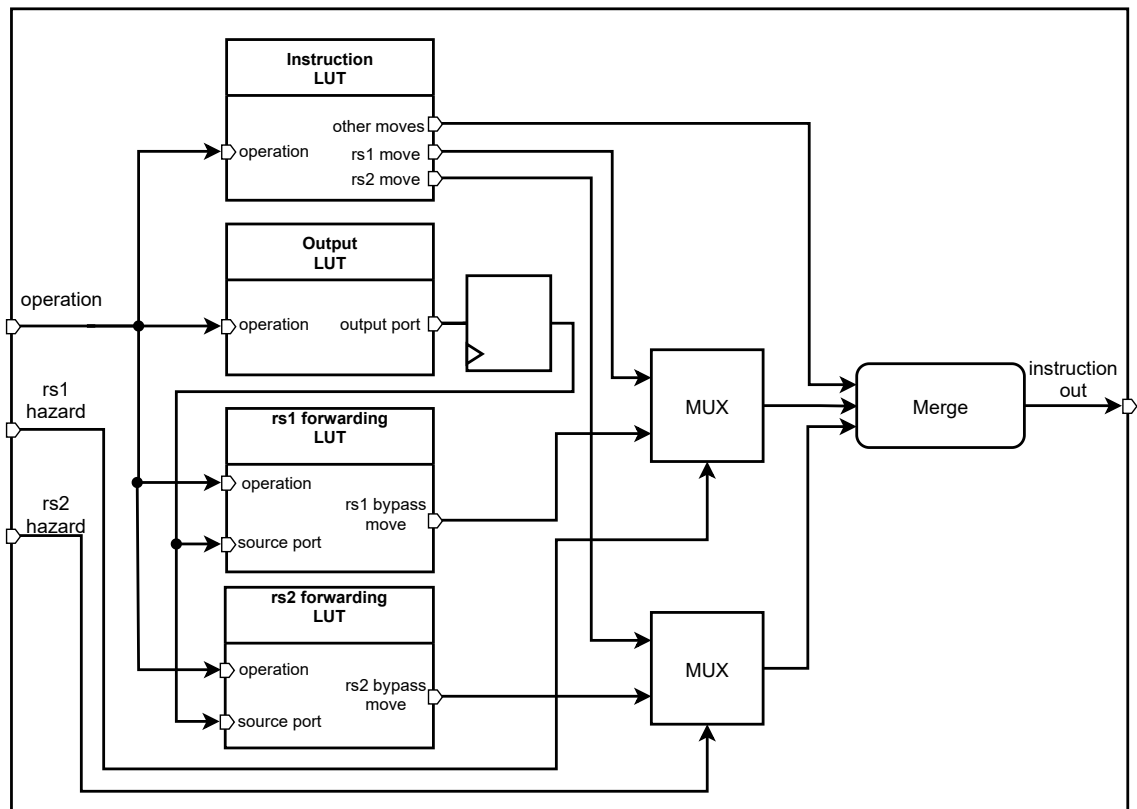 Instruction
LUT
other moves
operation
rs1 move
rs2 move
Output
LUT
operation
operation
output port
rs1
hazard
MUX
Merge
instruction
out
rs1 forwarding
LUT
operation
rs1 bypass
move
source port
rs2
hazard
rs2 forwarding
LUT
operation
rs2 bypass
move
source port
MUX